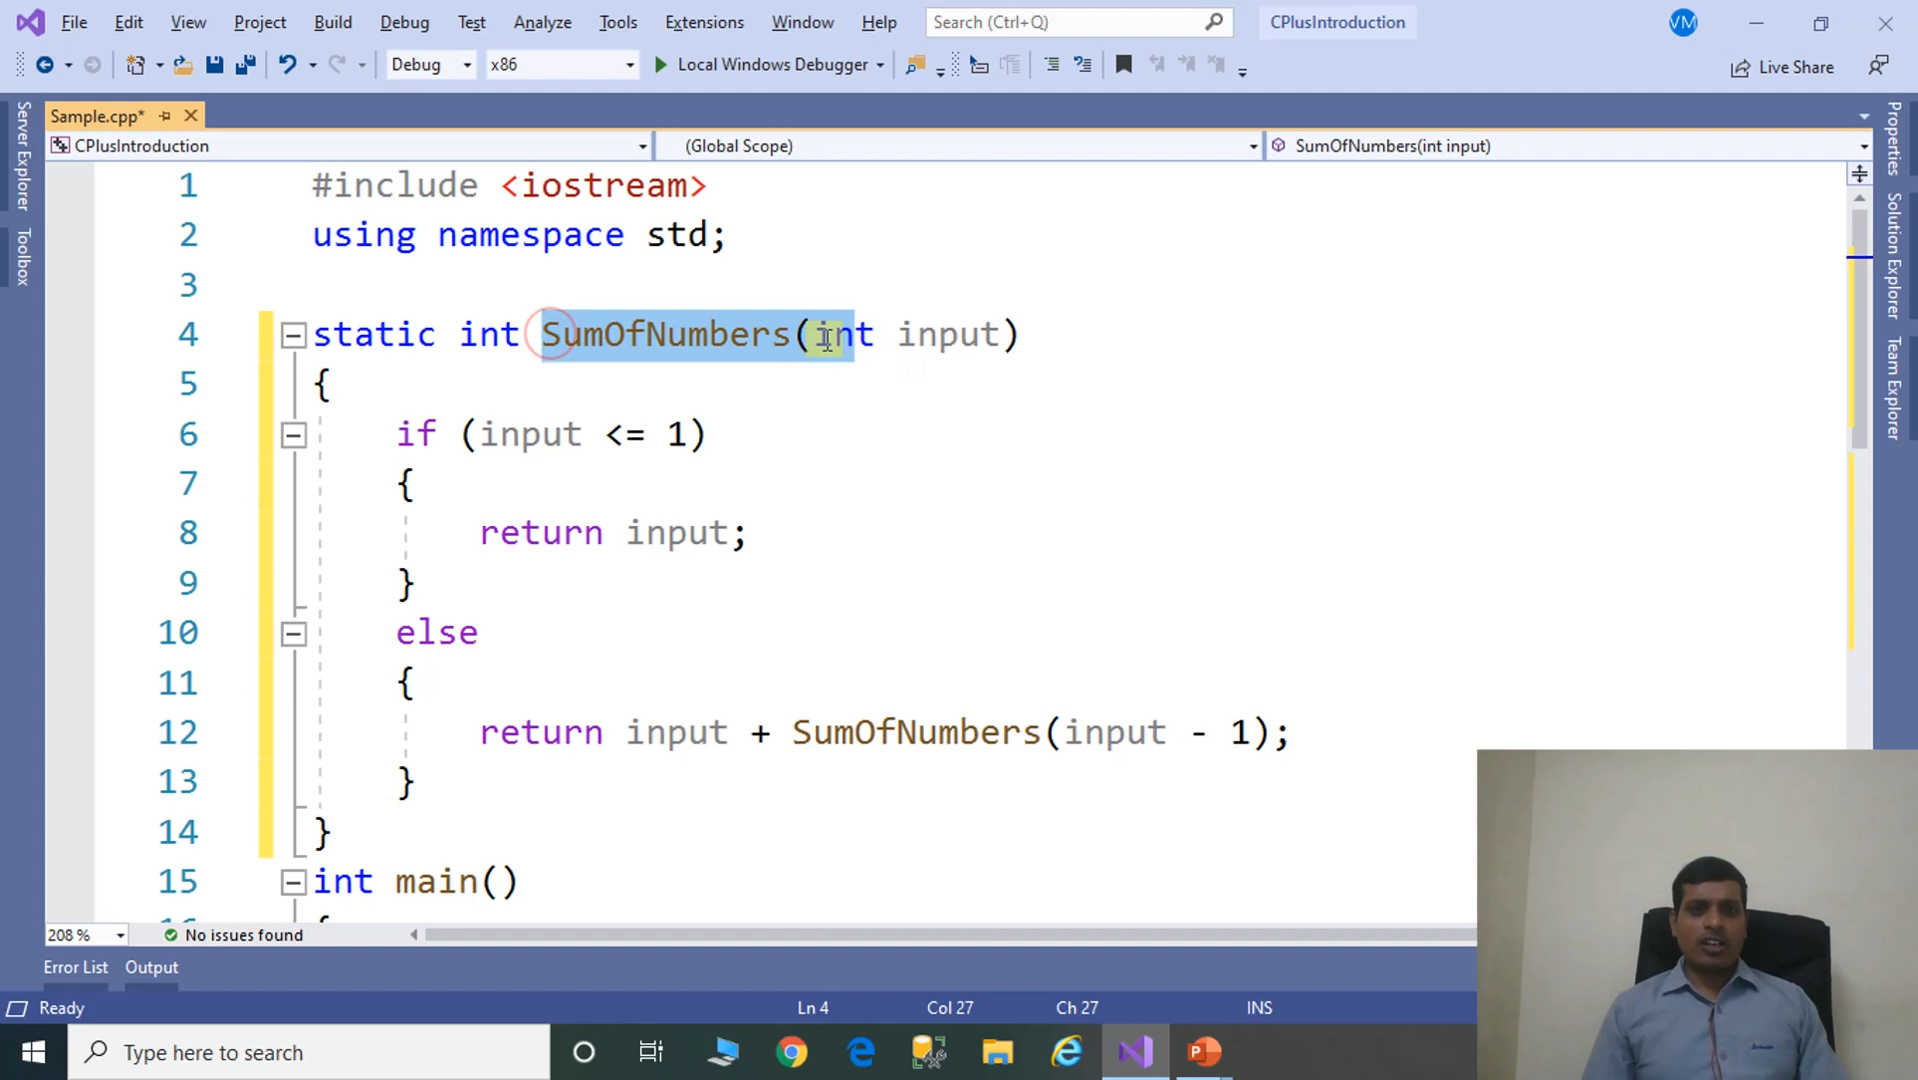 File Edit View Project Build Debug Test Analyze Tools Extensions Window Help Search (Ctrl+Q) CPlusIntroduction VM
Debug x86 Local Windows Debugger Live Share
Sample.cpp*
CPlusIntroduction (Global Scope) SumOfNumbers(int input)
Server Explorer
Toolbox
Properties
Solution Explorer
Team Explorer
1 #include <iostream>
2 using namespace std;
3
4 static int SumOfNumbers(int input)
5 {
6 if (input <= 1)
7 {
8 return input;
9 }
10 else
11 {
12 return input + SumOfNumbers(input - 1);
13 }
14 }
15 int main()
208 % No issues found
Error List Output
Ready Ln 4 Col 27 Ch 27 INS
Type here to search